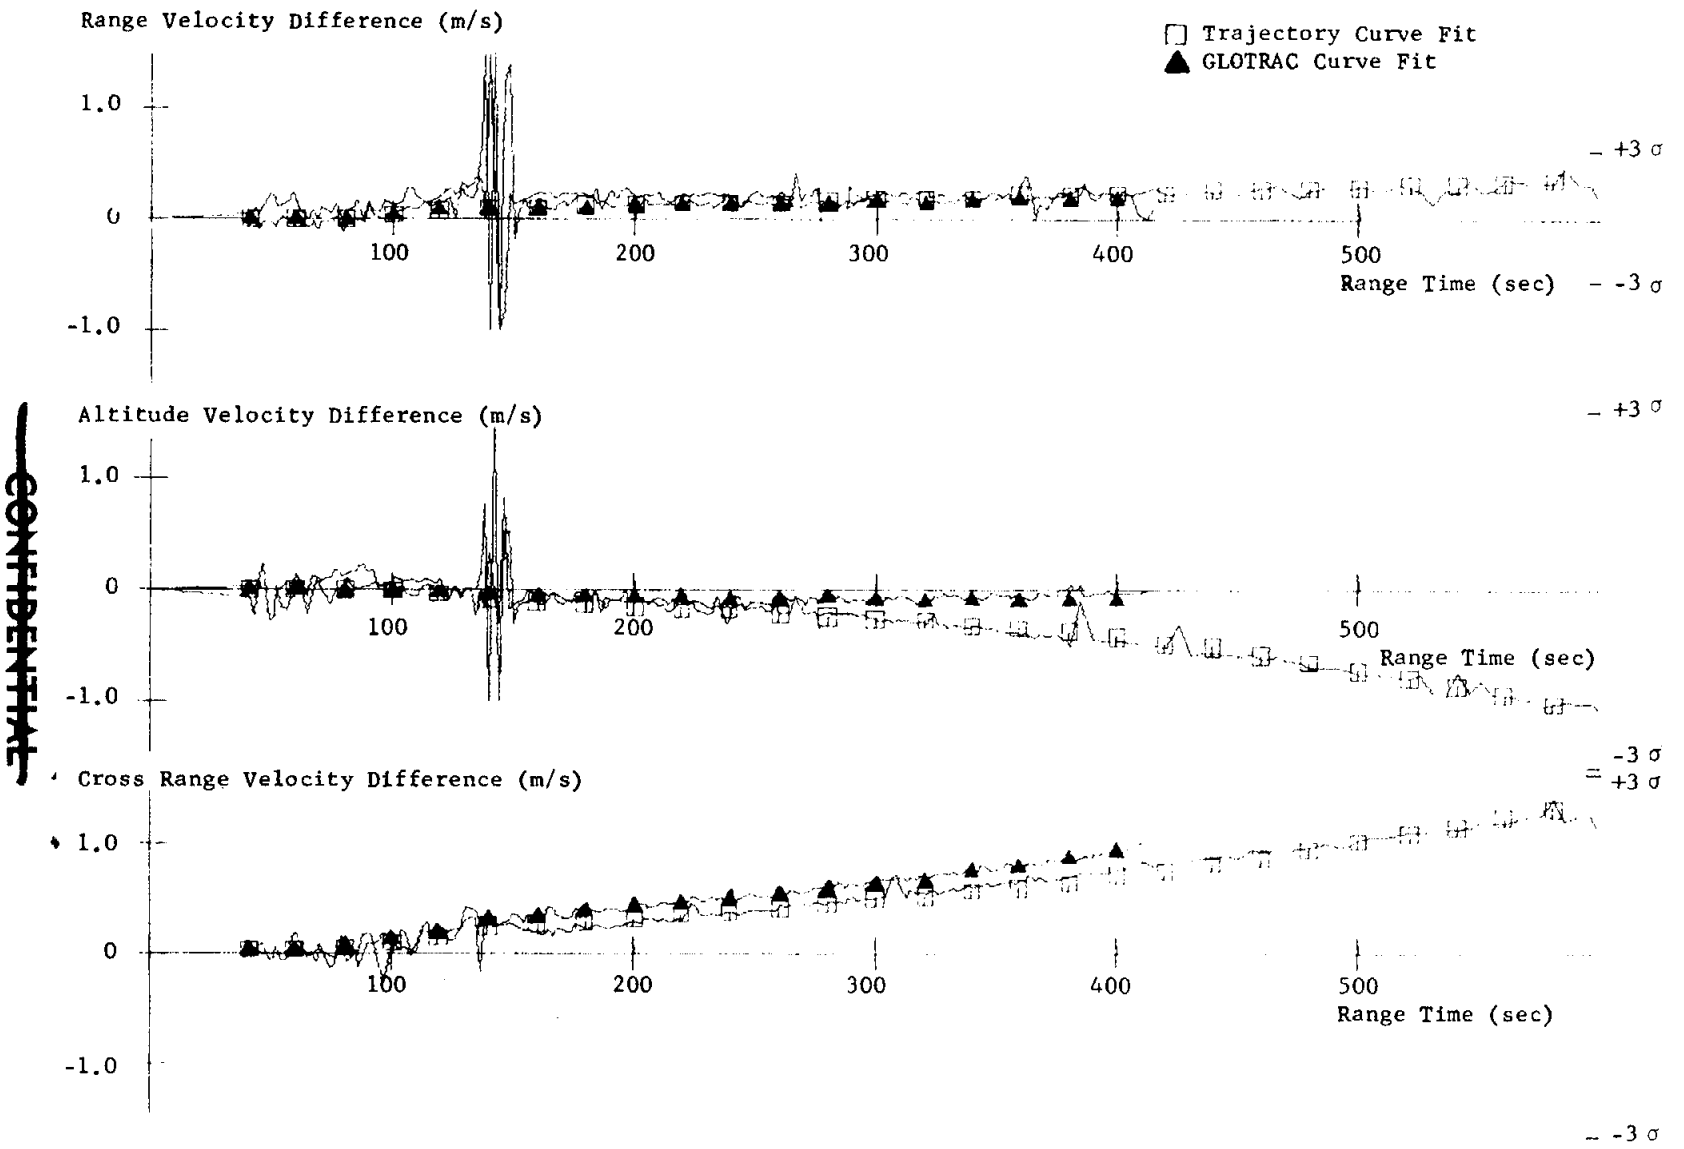 Range Velocity Difference (m/s)
Trajectory Curve Fit
GLOTRAC Curve Fit
1.0
+3 σ
0
100
200
300
400
500
Range Time (sec)
-3 σ
-1.0
Altitude Velocity Difference (m/s)
+3 σ
1.0
0
100
200
500
Range Time (sec)
-1.0
-3 σ
CONFIDENTIAL
Cross Range Velocity Difference (m/s)
+3 σ
1.0
0
100
200
300
400
500
Range Time (sec)
-1.0
-3 σ